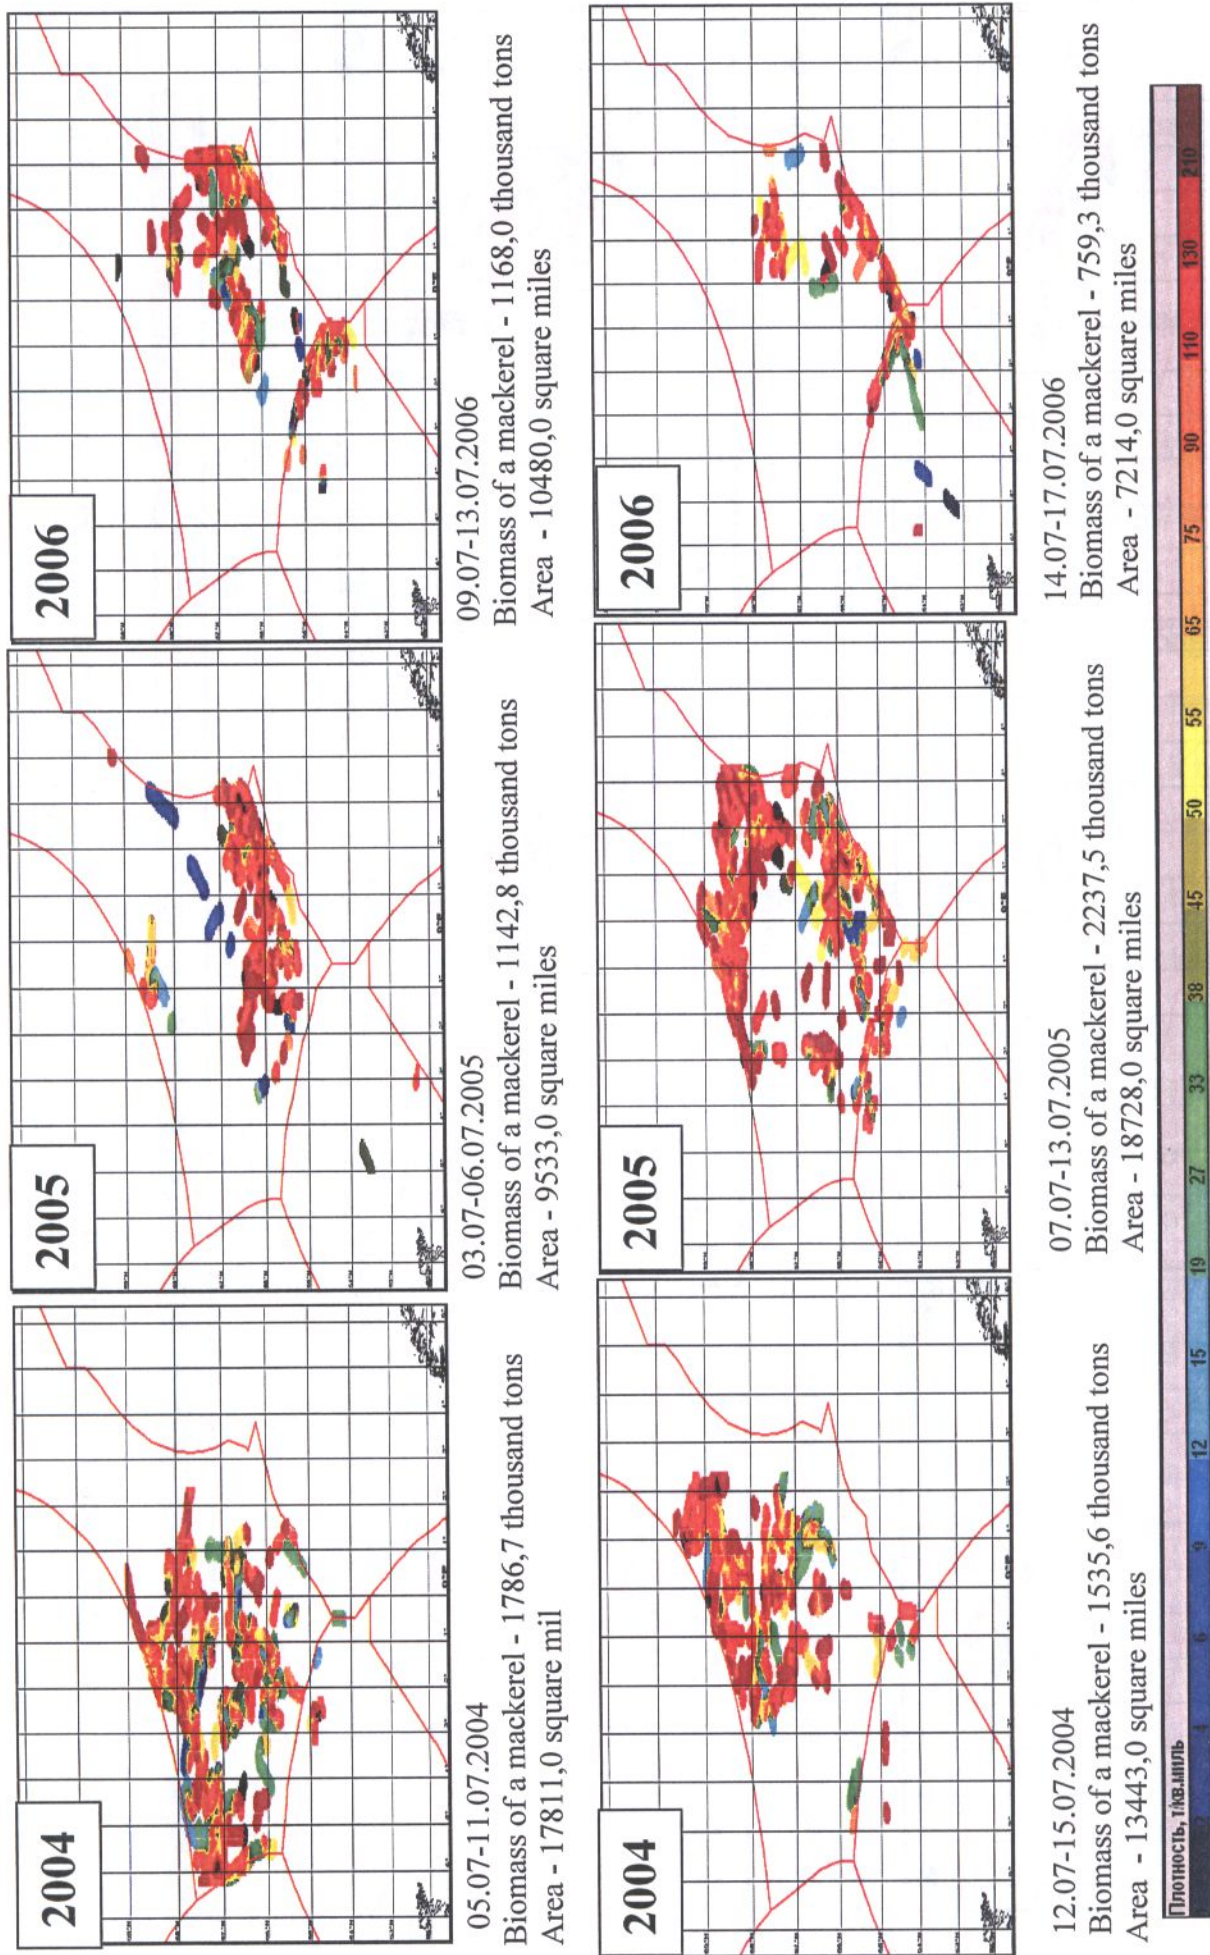 2004
05.07-11.07.2004
Biomass of a mackerel - 1786,7 thousand tons
Area - 17811,0 square mil
2005
03.07-06.07.2005
Biomass of a mackerel - 1142,8 thousand tons
Area - 9533,0 square miles
2006
09.07-13.07.2006
Biomass of a mackerel - 1168,0 thousand tons
Area - 10480,0 square miles
2004
12.07-15.07.2004
Biomass of a mackerel - 1535,6 thousand tons
Area - 13443,0 square miles
2005
07.07-13.07.2005
Biomass of a mackerel - 2237,5 thousand tons
Area - 18728,0 square miles
2006
14.07-17.07.2006
Biomass of a mackerel - 759,3 thousand tons
Area - 7214,0 square miles
Плотность, т/кв.миль
2 4 6 9 12 15 19 27 33 38 45 50 55 65 75 90 110 130 210